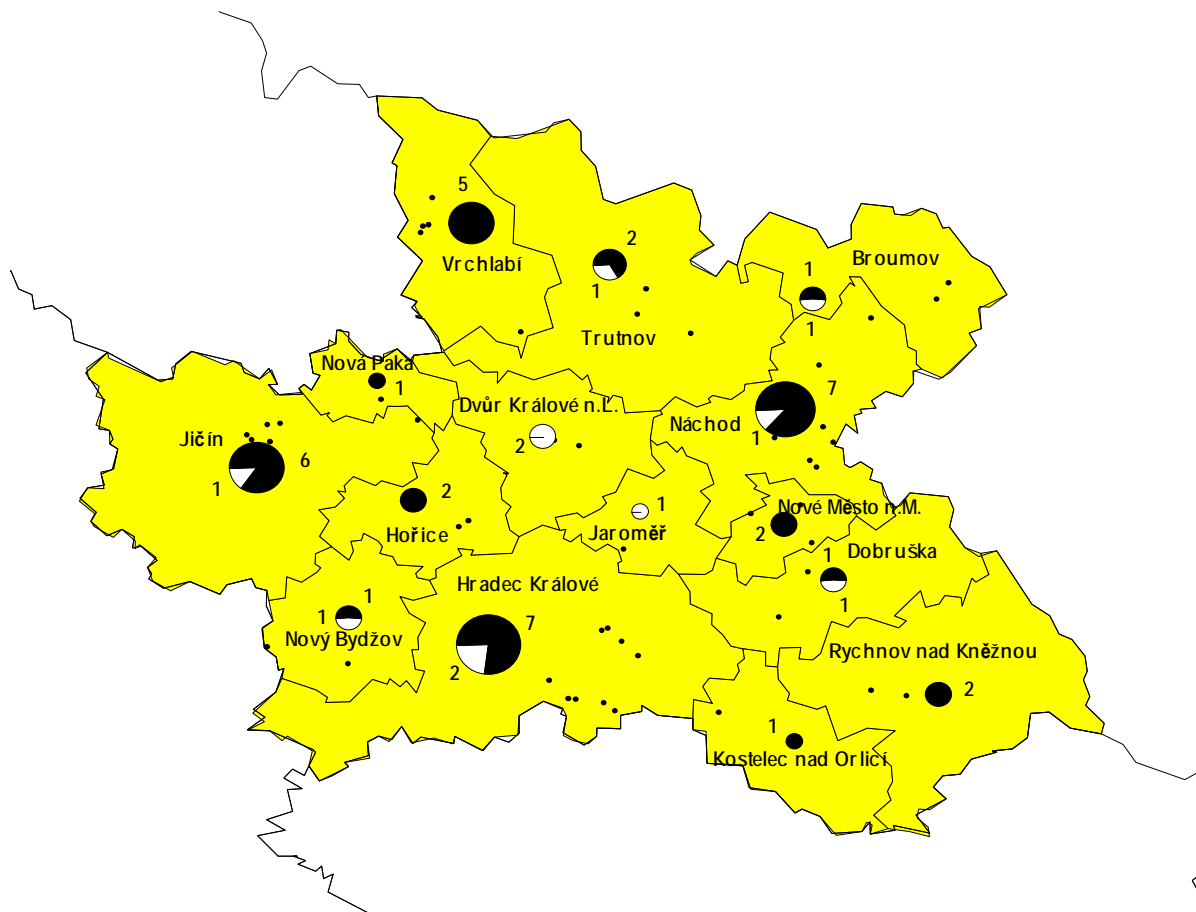 5
2
Vrchlabí
Broumov
1
1
1
Trutnov
Nová Paka
1
7
Dvůr Králové n.L.
Náchod
1
2
Jičín
6
1
2
Hořice
1
Jaroměř
Nové Město n.M.
2
Dobruška
1
1
Hradec Králové
1
1
Nový Bydžov
7
2
Rychnov nad Kněžnou
2
1
Kostelec nad Orlicí